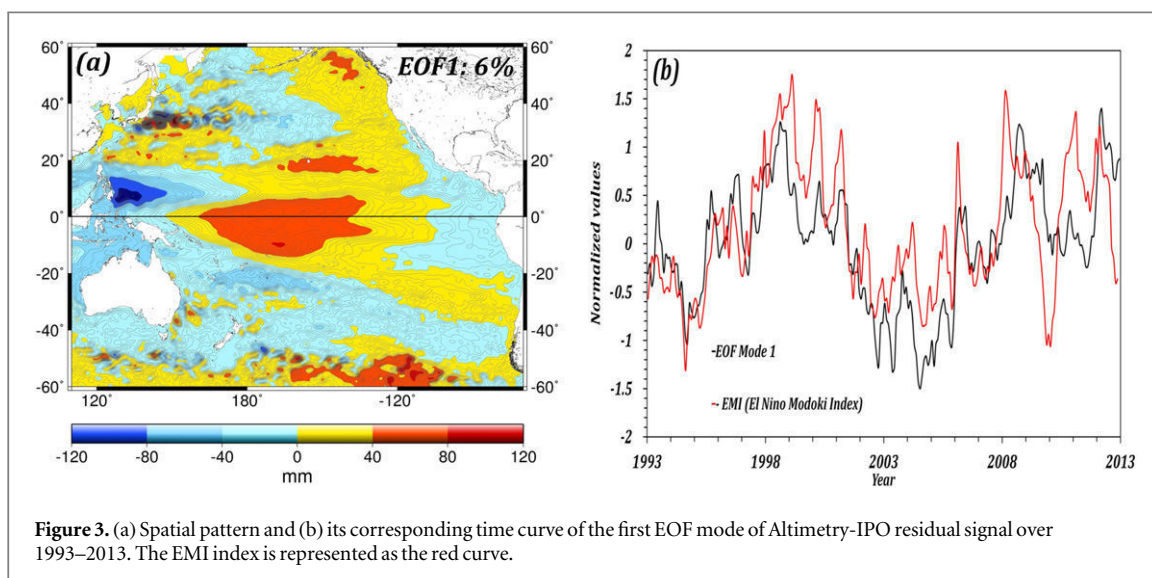 (a)
EOF1: 6%
60° 60°
40° 40°
20° 20°
0° 0°
-20° -20°
-40° -40°
-60° -60°
120° 180° -120°
-120 -80 -40 0 40 80 120
mm
(b)
Normalized values
2
1.5
1
0.5
0
-0.5
-1
-1.5
-2
-EOF Mode 1
- EMI (El Nino Modoki Index)
1993 1998 2003 2008 2013
Year
Figure 3. (a) Spatial pattern and (b) its corresponding time curve of the first EOF mode of Altimetry-IPO residual signal over
1993–2013. The EMI index is represented as the red curve.